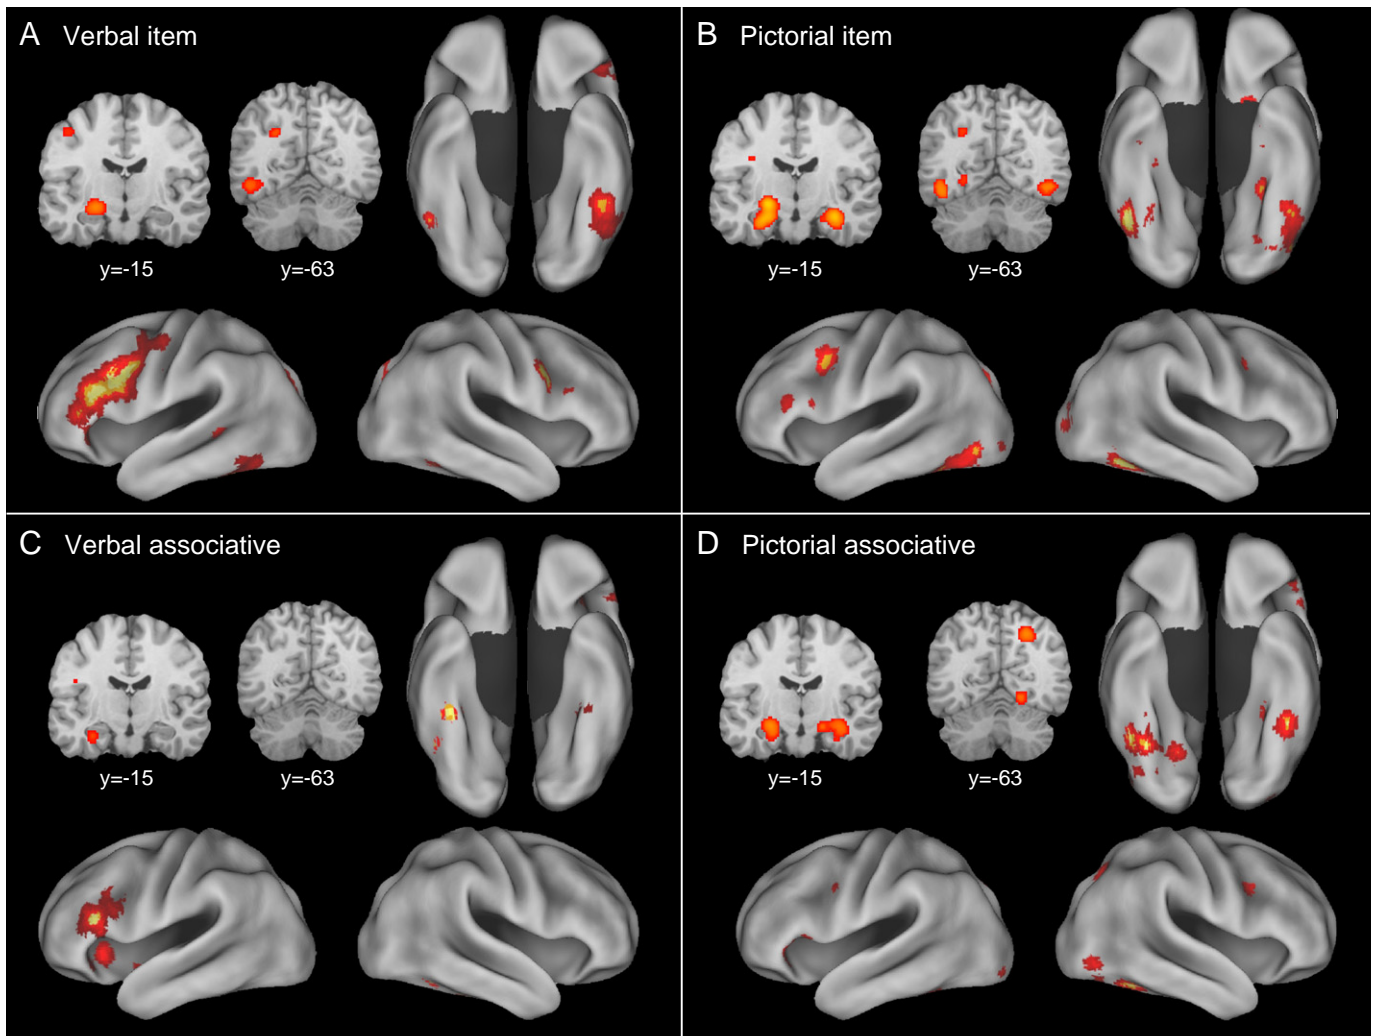 A Verbal item
y=-15
y=-63
B Pictorial item
y=-15
y=-63
C Verbal associative
y=-15
y=-63
D Pictorial associative
y=-15
y=-63